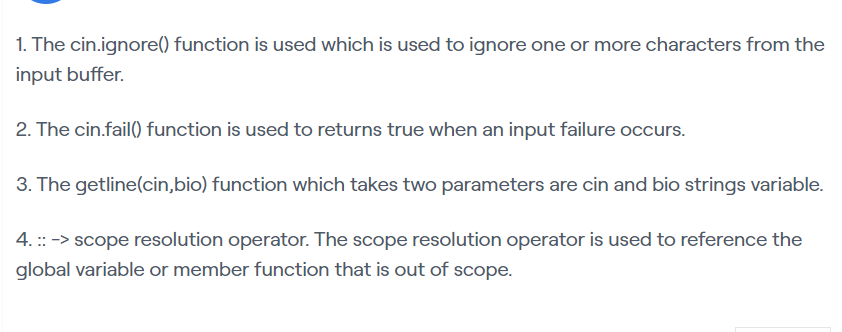 1. The cin.ignore() function is used which is used to ignore one or more characters from the
input buffer.
2. The cin.fail() function is used to returns true when an input failure occurs.
3. The getline(cin,bio) function which takes two parameters are cin and bio strings variable.
4. :: -> scope resolution operator. The scope resolution operator is used to reference the
global variable or member function that is out of scope.